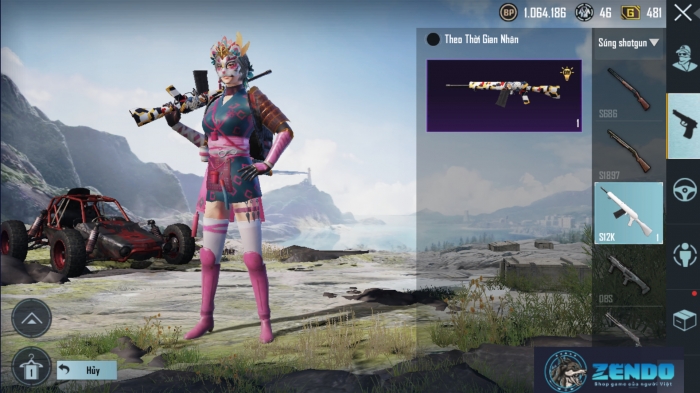 BP 1.064.186 46 G 481
Theo Thời Gian Nhận
Súng shotgun
1
S686
S1897
S12K 1
DBS
1
Hủy
ZENDO
Shop game của người Việt